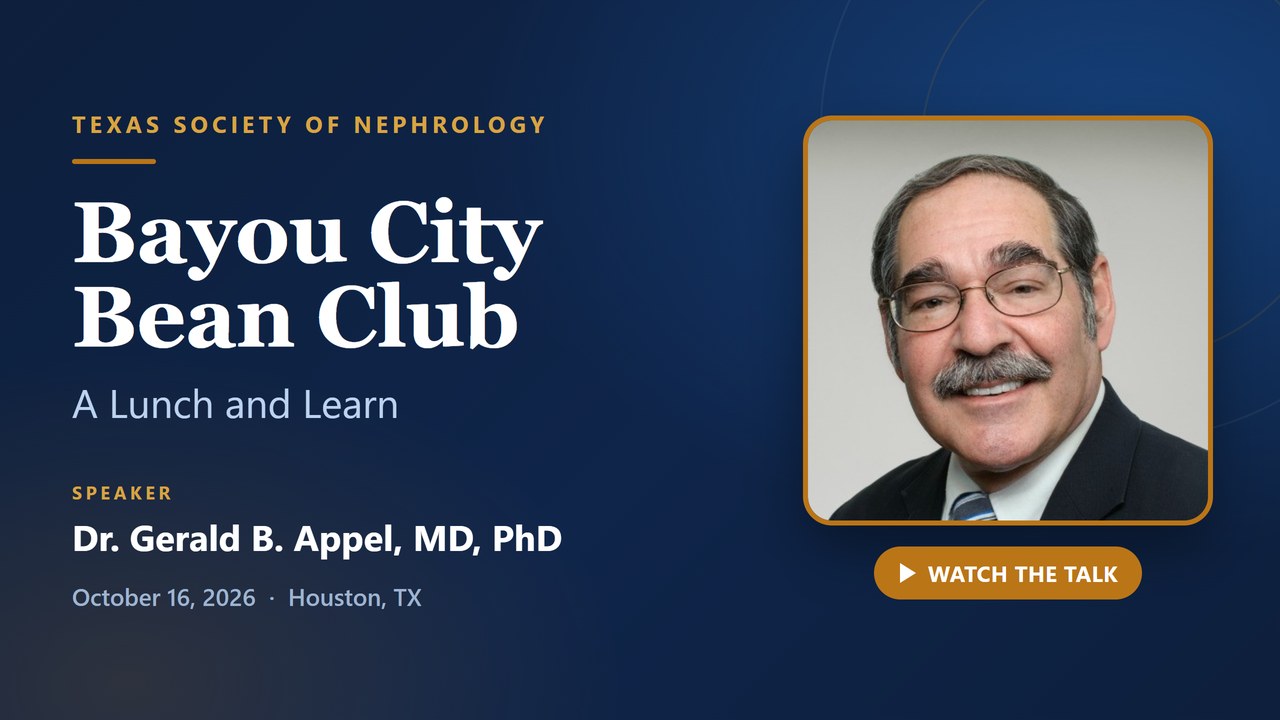 TEXAS SOCIETY OF NEPHROLOGY
Bayou City
Bean Club
A Lunch and Learn
SPEAKER
Dr. Gerald B. Appel, MD, PhD
October 16, 2026 · Houston, TX
WATCH THE TALK